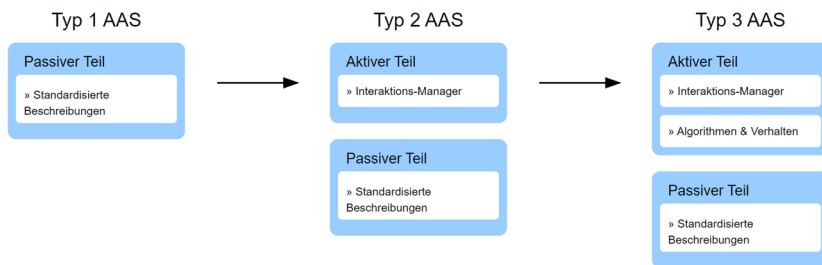 Typ 1 AAS
Passiver Teil
» Standardisierte
Beschreibungen
Typ 2 AAS
Aktiver Teil
» Interaktions-Manager
Passiver Teil
» Standardisierte
Beschreibungen
Typ 3 AAS
Aktiver Teil
» Interaktions-Manager
» Algorithmen & Verhalten
Passiver Teil
» Standardisierte
Beschreibungen